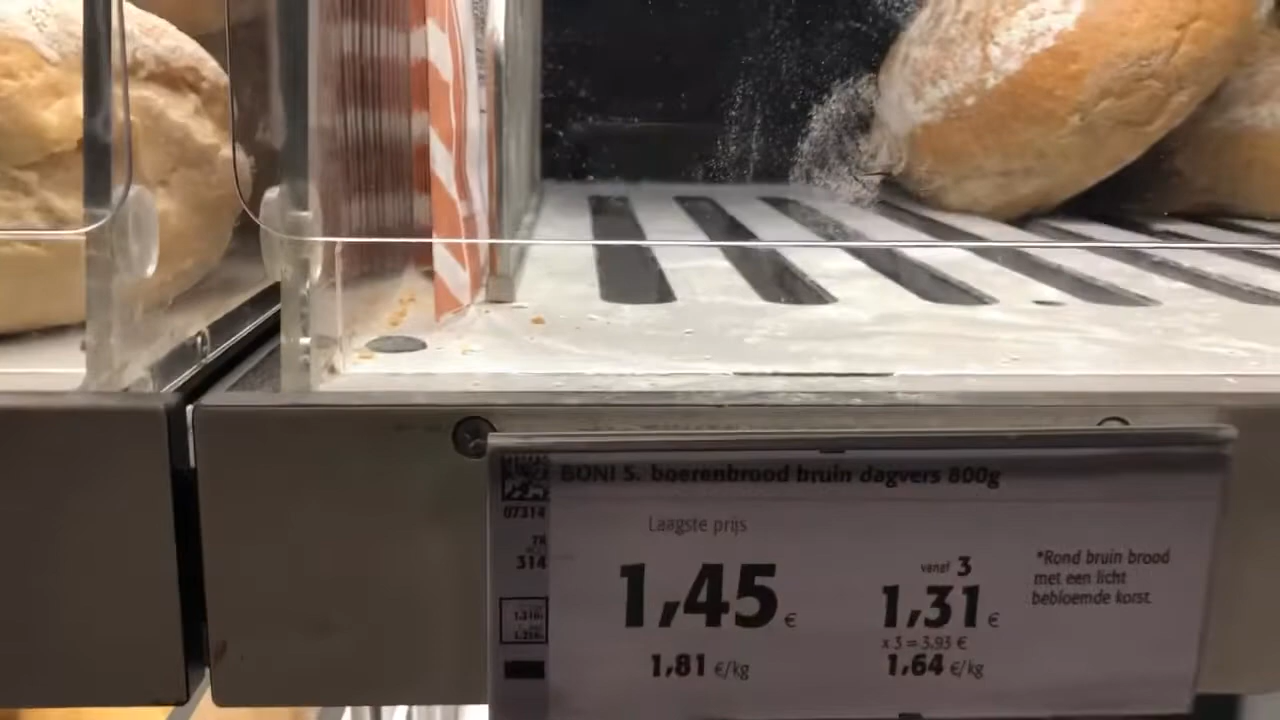 BONI S. boerenbrood bruin dagvers 800g
07314
314
Laagste prijs
1,45 €
1,81 €/kg
vanaf 3
1,31 €
x 3 = 3,93 €
1,64 €/kg
*Rond bruin brood
met een licht
bebloemde korst.